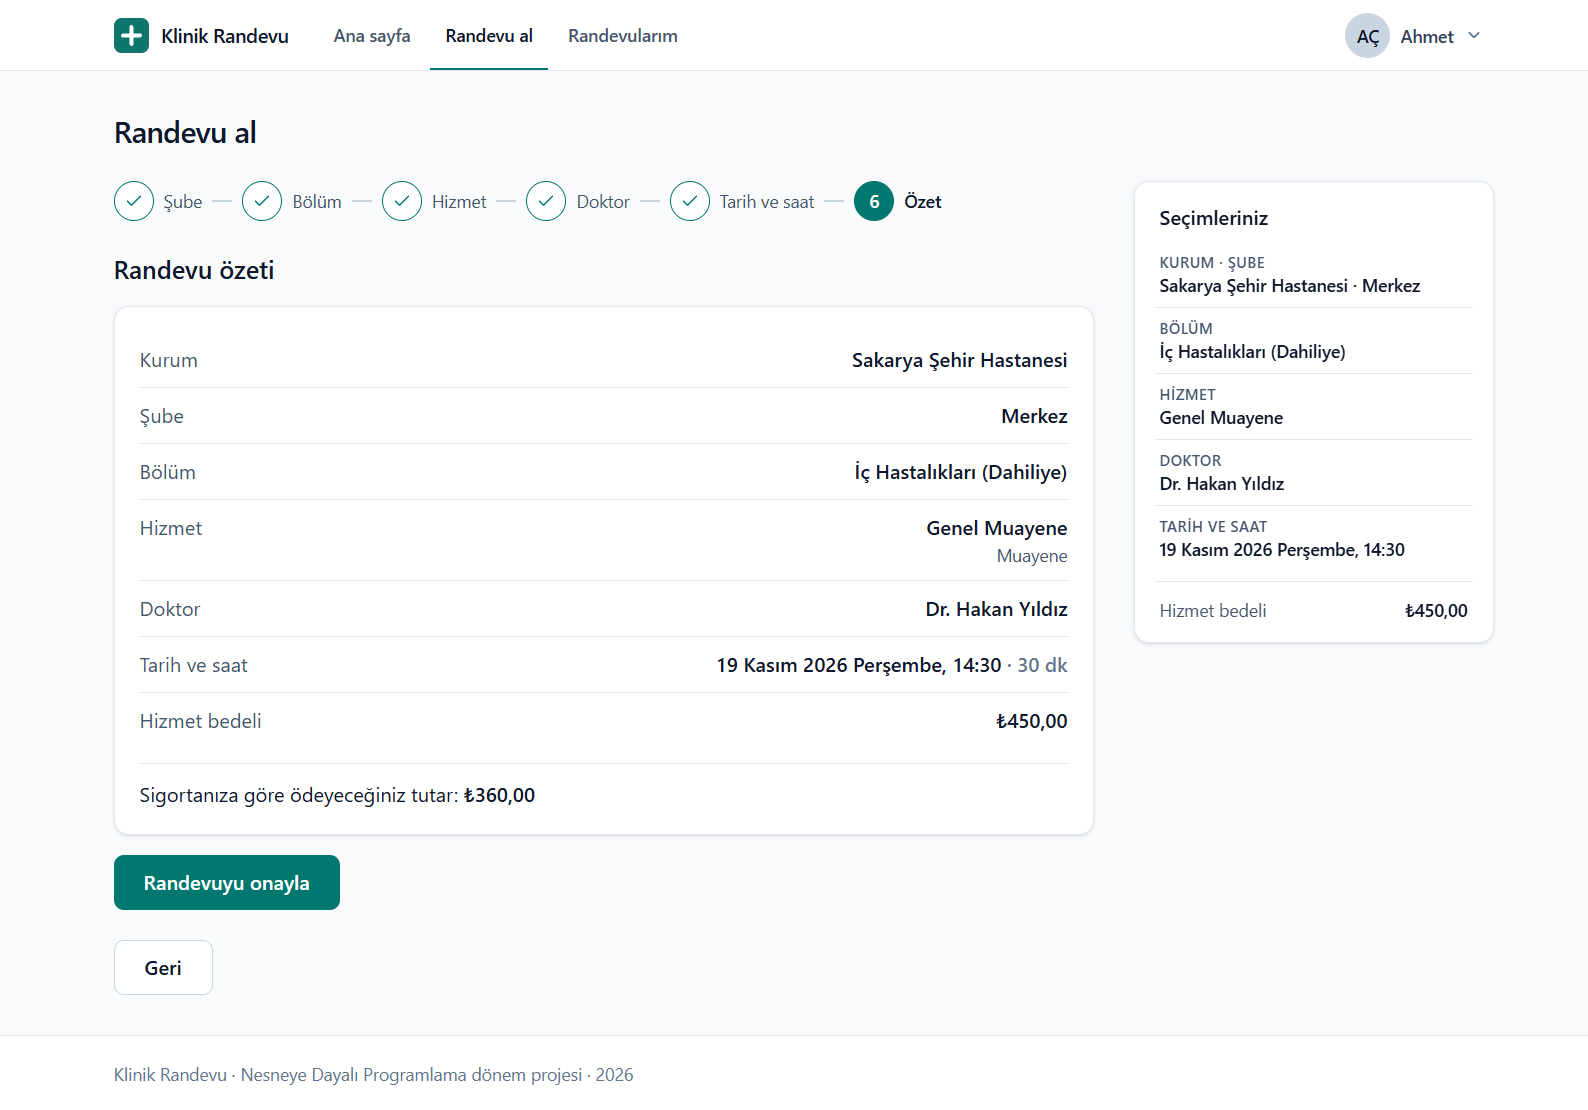 Klinik Randevu
Ana sayfa
Randevu al
Randevularım
AÇ
Ahmet
Randevu al
Şube
Bölüm
Hizmet
Doktor
Tarih ve saat
6
Özet
Randevu özeti
Kurum
Sakarya Şehir Hastanesi
Şube
Merkez
Bölüm
İç Hastalıkları (Dahiliye)
Hizmet
Genel Muayene
Muayene
Doktor
Dr. Hakan Yıldız
Tarih ve saat
19 Kasım 2026 Perşembe, 14:30 · 30 dk
Hizmet bedeli
₺450,00
Sigortanıza göre ödeyeceğiniz tutar: ₺360,00
Randevuyu onayla
Geri
Seçimleriniz
KURUM · ŞUBE
Sakarya Şehir Hastanesi · Merkez
BÖLÜM
İç Hastalıkları (Dahiliye)
HİZMET
Genel Muayene
DOKTOR
Dr. Hakan Yıldız
TARİH VE SAAT
19 Kasım 2026 Perşembe, 14:30
Hizmet bedeli
₺450,00
Klinik Randevu · Nesneye Dayalı Programlama dönem projesi · 2026